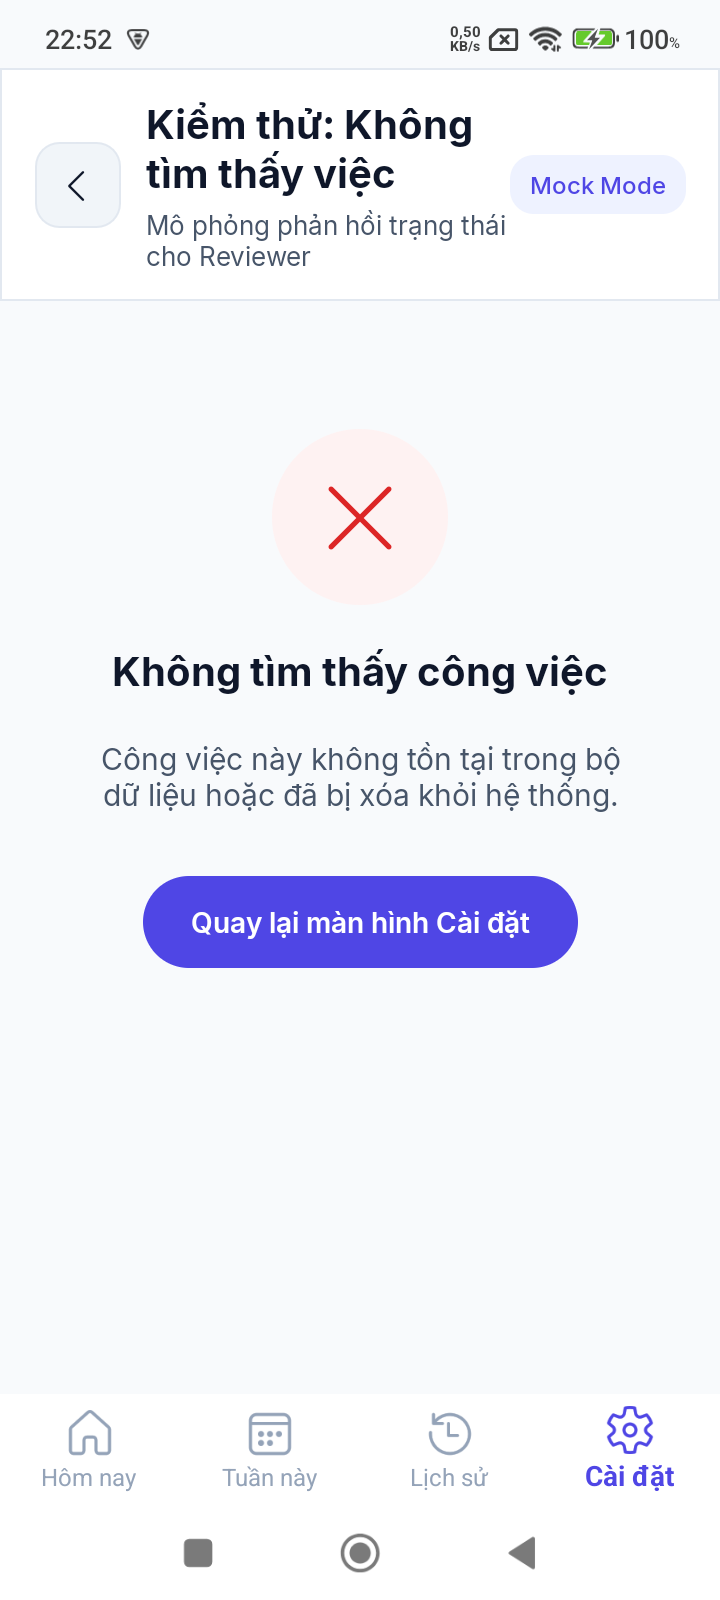 22:52
0,50
KB/s
100%
Kiểm thử: Không
tìm thấy việc
Mock Mode
Mô phỏng phản hồi trạng thái
cho Reviewer
Không tìm thấy công việc
Công việc này không tồn tại trong bộ
dữ liệu hoặc đã bị xóa khỏi hệ thống.
Quay lại màn hình Cài đặt
Hôm nay
Tuần này
Lịch sử
Cài đặt